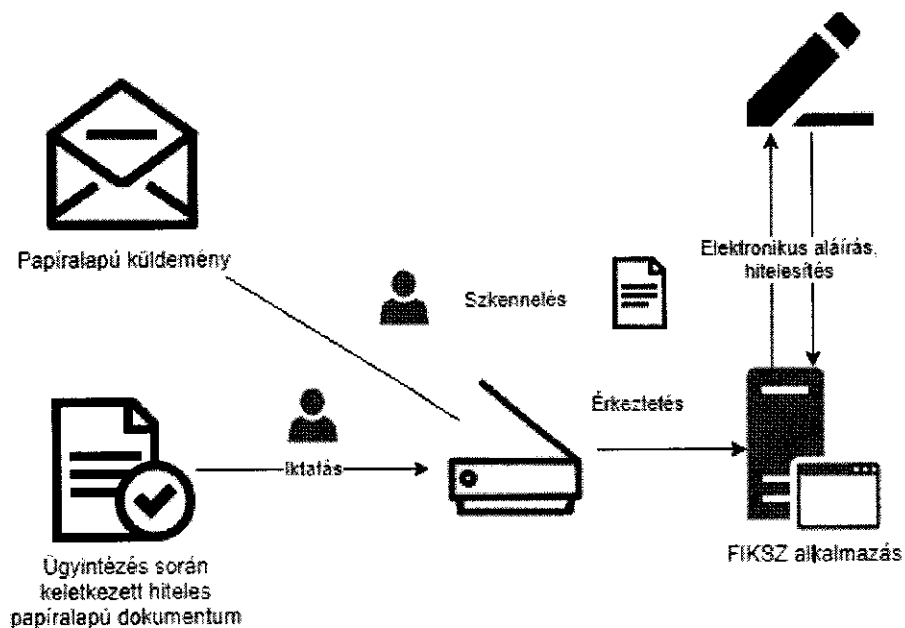 Papíralapú küldemény
Szkennelés
Elektronikus aláírás,
hitelesítés
Iktatás
Érkeztetés
Ügyintézés során
keletkezett hiteles
papíralapú dokumentum
FIKSZ alkalmazás